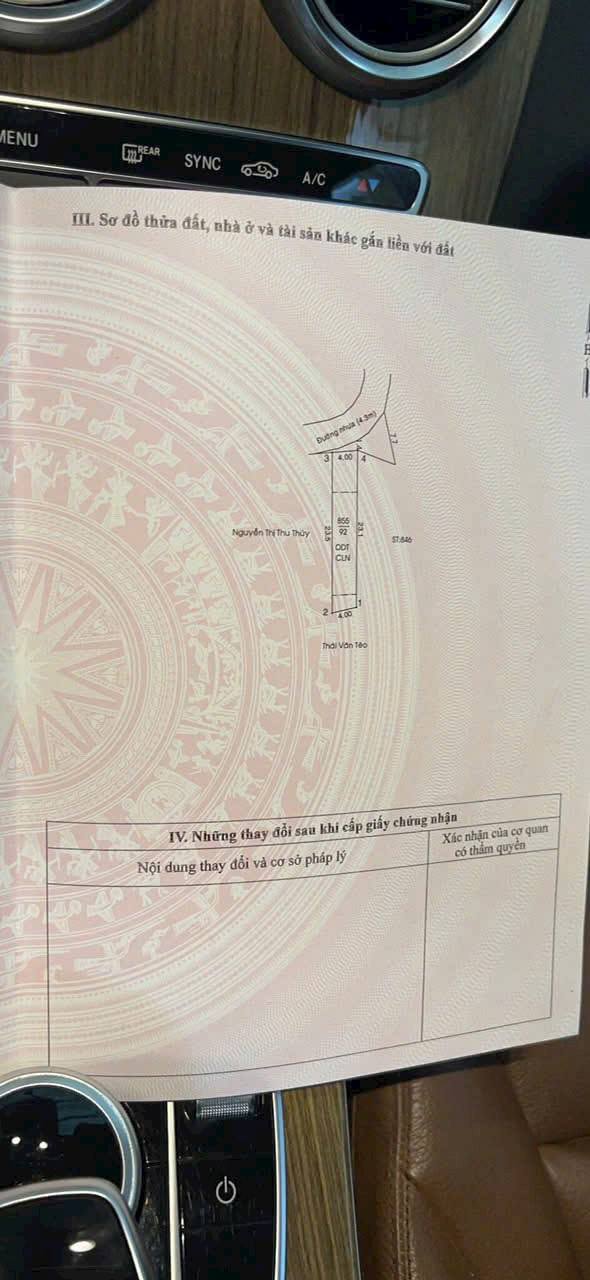 MENU
REAR
SYNC
A/C
III. Sơ đồ thửa đất, nhà ở và tài sản khác gắn liền với đất
Đường nhựa (4.3m)
7.7
3 4.00 4
855
92
23.5
23.1
ODT
CLN
Nguyễn Thị Thu Thủy
ST:846
1
2
4.00
Thái Văn Tèo
IV. Những thay đổi sau khi cấp giấy chứng nhận
Nội dung thay đổi và cơ sở pháp lý
Xác nhận của cơ quan
có thẩm quyền